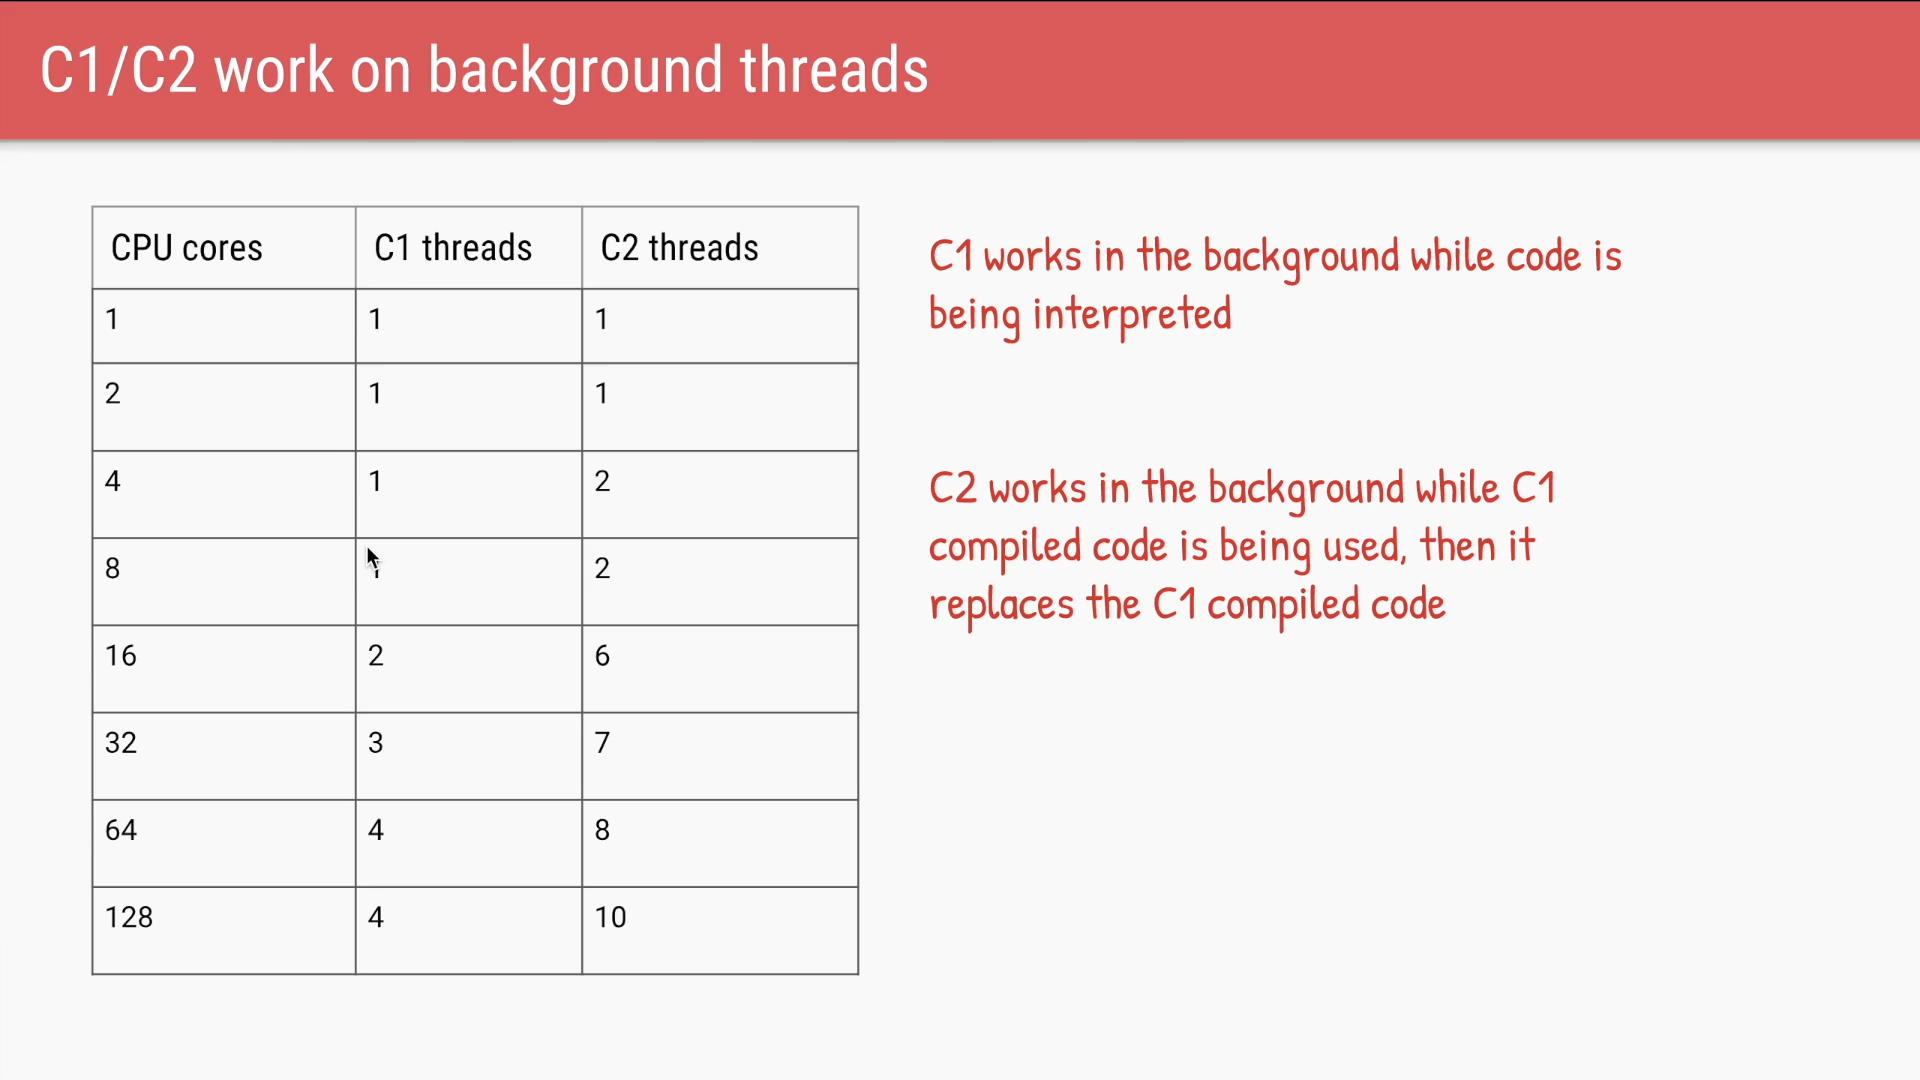 C1/C2 work on background threads
CPU cores C1 threads C2 threads
1 1 1
2 1 1
4 1 2
8 2
16 2 6
32 3 7
64 4 8
128 4 10
C1 works in the background while code is
being interpreted
C2 works in the background while C1
compiled code is being used, then it
replaces the C1 compiled code